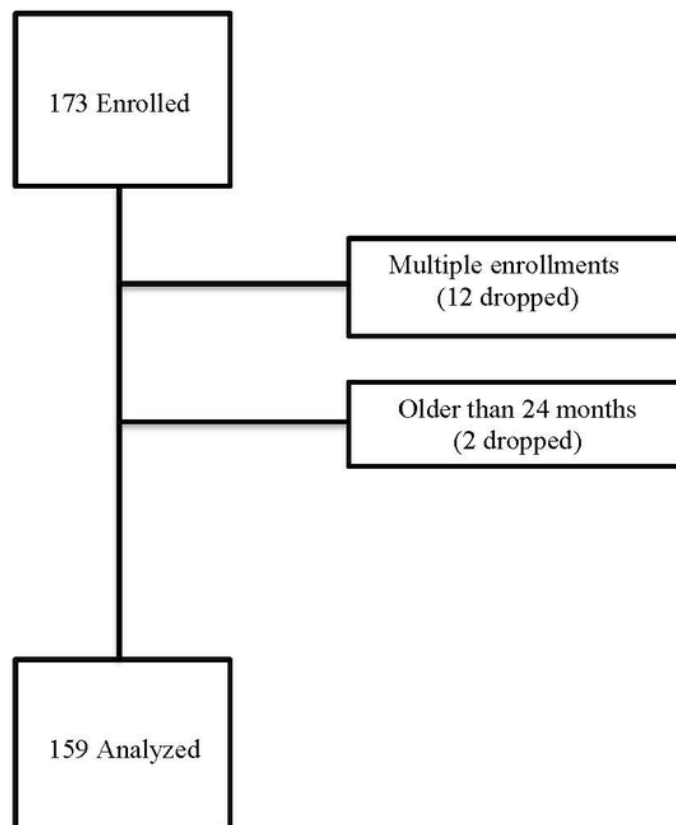 173 Enrolled
Multiple enrollments
(12 dropped)
Older than 24 months
(2 dropped)
159 Analyzed